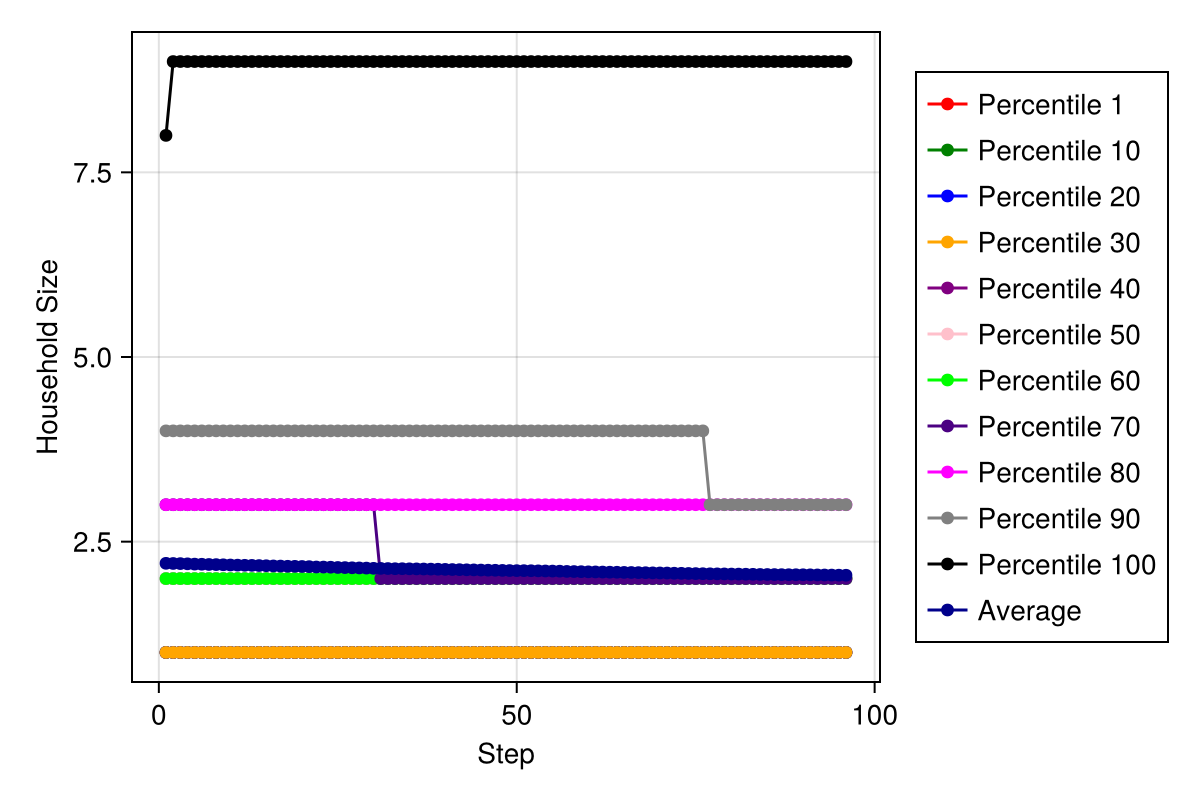 7.5
5.0
2.5
Household Size
0
50
100
Step
Percentile 1
Percentile 10
Percentile 20
Percentile 30
Percentile 40
Percentile 50
Percentile 60
Percentile 70
Percentile 80
Percentile 90
Percentile 100
Average